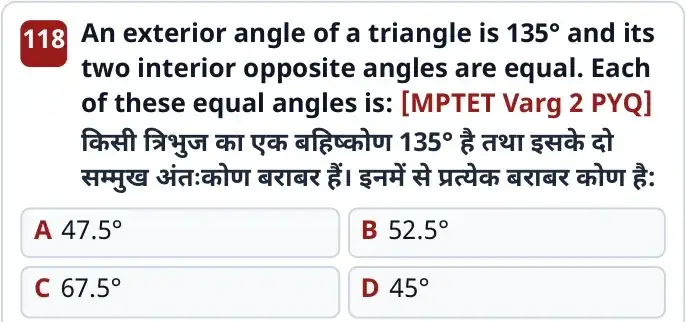 118 An exterior angle of a triangle is 135° and its
two interior opposite angles are equal. Each
of these equal angles is: [MPTET Varg 2 PYQ]
किसी त्रिभुज का एक बहिष्कोण 135° है तथा इसके दो
सम्मुख अंतःकोण बराबर हैं। इनमें से प्रत्येक बराबर कोण है:
A 47.5°
B 52.5°
C 67.5°
D 45°